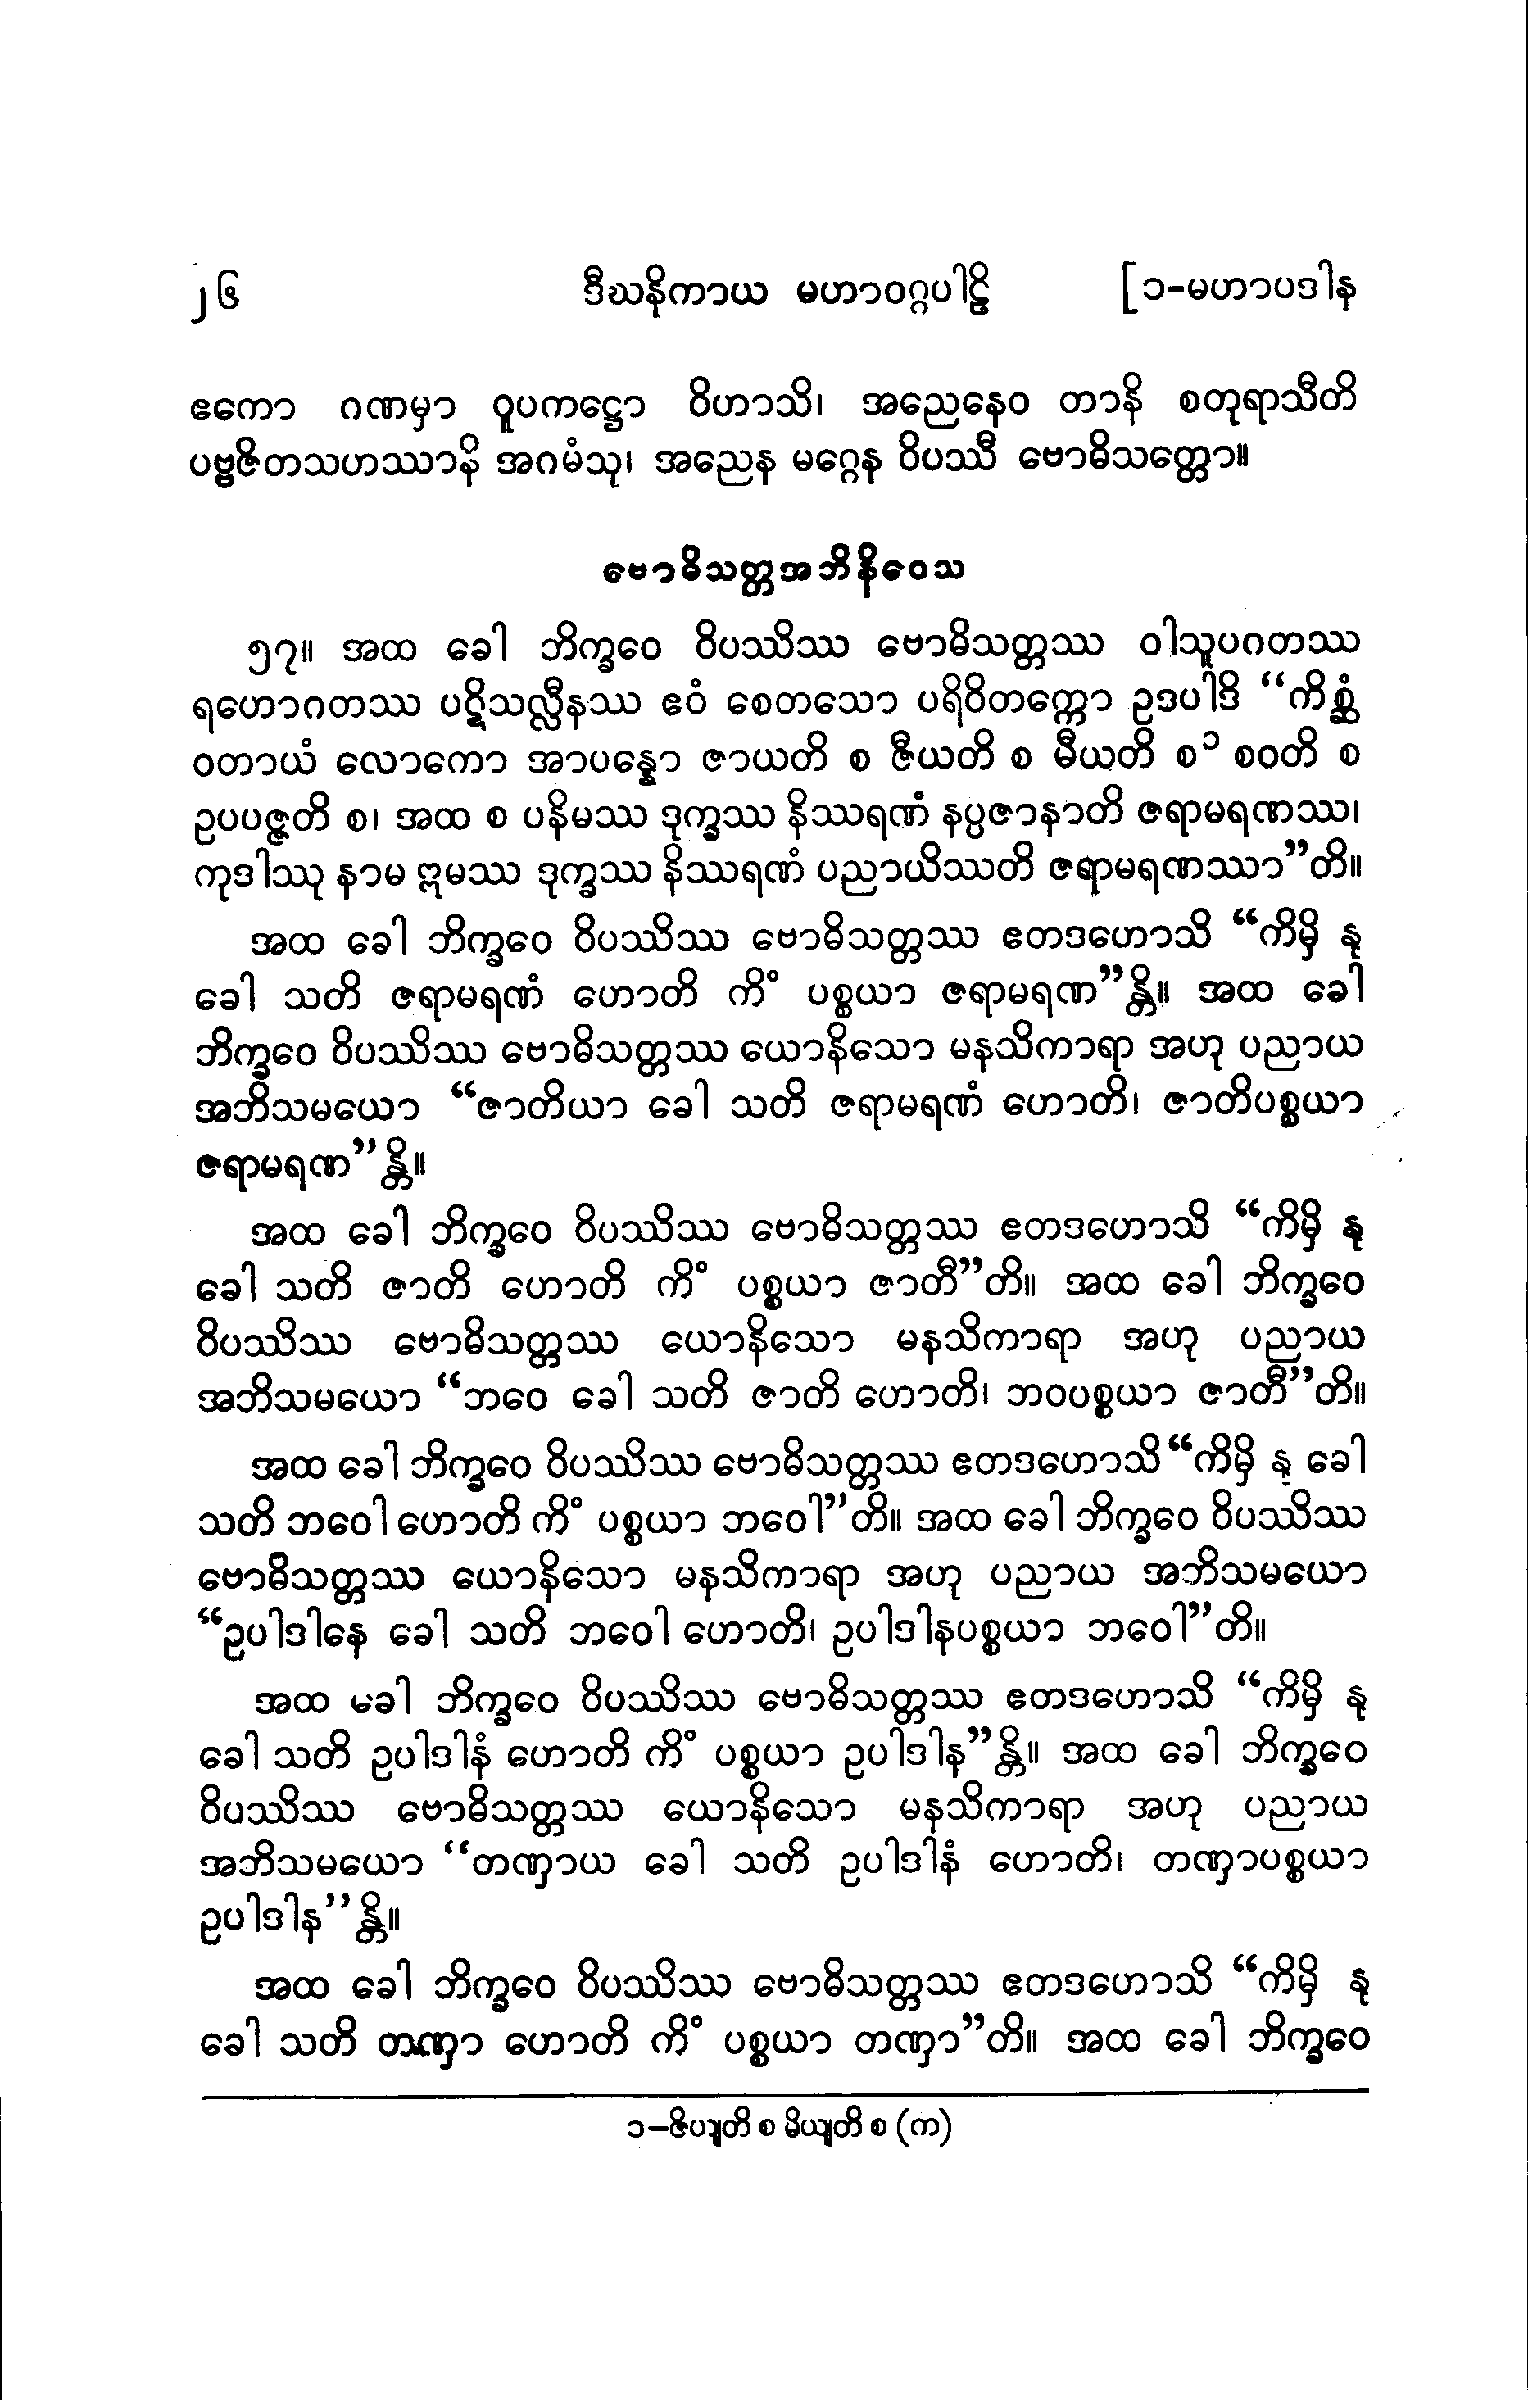 ၂၆ ဒီဃနိကာယ မဟာဝဂ္ဂပါဠိ [၁-မဟာပဒါန
ဧကော ဂဏမှာ ဝူပကဋ္ဌော ဝိဟာသိ၊ အညေနေဝ တာနိ စတုရာသီတိ
ပဗ္ဗဇိတသဟဿာနိ အဂမံသု၊ အညေန မဂ္ဂေန ဝိပဿီ ဗောဓိသတ္တော။
ဗောဓိသတ္တအဘိနိဝေသ
၅၇။ အထ ခေါ ဘိက္ခဝေ ဝိပဿိဿ ဗောဓိသတ္တဿ ဝါသူပဂတဿ
ရဟောဂတဿ ပဋိသလ္လီနဿ ဧဝံ စေတသော ပရိဝိတက္ကော ဥဒပါဒိ “ကိစ္ဆံ
ဝတာယံ လောကော အာပန္နော ဇာယတိ စ ဇီယတိ စ မီယတိ စ၁ စဝတိ စ
ဥပပဇ္ဇတိ စ၊ အထ စ ပနိမဿ ဒုက္ခဿ နိဿရဏံ နပ္ပဇာနာတိ ဇရာမရဏဿ၊
ကုဒါဿု နာမ ဣမဿ ဒုက္ခဿ နိဿရဏံ ပညာယိဿတိ ဇရာမရဏဿာ”တိ။
အထ ခေါ ဘိက္ခဝေ ဝိပဿိဿ ဗောဓိသတ္တဿ ဧတဒဟောသိ “ကိမှိ နု
ခေါ သတိ ဇရာမရဏံ ဟောတိ ကိံ ပစ္စယာ ဇရာမရဏ”န္တိ။ အထ ခေါ
ဘိက္ခဝေ ဝိပဿိဿ ဗောဓိသတ္တဿ ယောနိသော မနသိကာရာ အဟု ပညာယ
အဘိသမယော “ဇာတိယာ ခေါ သတိ ဇရာမရဏံ ဟောတိ၊ ဇာတိပစ္စယာ
ဇရာမရဏ”န္တိ။
အထ ခေါ ဘိက္ခဝေ ဝိပဿိဿ ဗောဓိသတ္တဿ ဧတဒဟောသိ “ကိမှိ နု
ခေါ သတိ ဇာတိ ဟောတိ ကိံ ပစ္စယာ ဇာတီ”တိ။ အထ ခေါ ဘိက္ခဝေ
ဝိပဿိဿ ဗောဓိသတ္တဿ ယောနိသော မနသိကာရာ အဟု ပညာယ
အဘိသမယော “ဘဝေ ခေါ သတိ ဇာတိ ဟောတိ၊ ဘဝပစ္စယာ ဇာတီ”တိ။
အထ ခေါ ဘိက္ခဝေ ဝိပဿိဿ ဗောဓိသတ္တဿ ဧတဒဟောသိ “ကိမှိ နု ခေါ
သတိ ဘဝေါ ဟောတိ ကိံ ပစ္စယာ ဘဝေါ”တိ။ အထ ခေါ ဘိက္ခဝေ ဝိပဿိဿ
ဗောဓိသတ္တဿ ယောနိသော မနသိကာရာ အဟု ပညာယ အဘိသမယော
“ဥပါဒါနေ ခေါ သတိ ဘဝေါ ဟောတိ၊ ဥပါဒါနပစ္စယာ ဘဝေါ”တိ။
အထ ခေါ ဘိက္ခဝေ ဝိပဿိဿ ဗောဓိသတ္တဿ ဧတဒဟောသိ “ကိမှိ နု
ခေါ သတိ ဥပါဒါနံ ဟောတိ ကိံ ပစ္စယာ ဥပါဒါန”န္တိ။ အထ ခေါ ဘိက္ခဝေ
ဝိပဿိဿ ဗောဓိသတ္တဿ ယောနိသော မနသိကာရာ အဟု ပညာယ
အဘိသမယော “တဏှာယ ခေါ သတိ ဥပါဒါနံ ဟောတိ၊ တဏှာပစ္စယာ
ဥပါဒါန”န္တိ။
အထ ခေါ ဘိက္ခဝေ ဝိပဿိဿ ဗောဓိသတ္တဿ ဧတဒဟောသိ “ကိမှိ နု
ခေါ သတိ တဏှာ ဟောတိ ကိံ ပစ္စယာ တဏှာ”တိ။ အထ ခေါ ဘိက္ခဝေ
၁–ဇိယျတိ စ မိယျတိ စ (က)